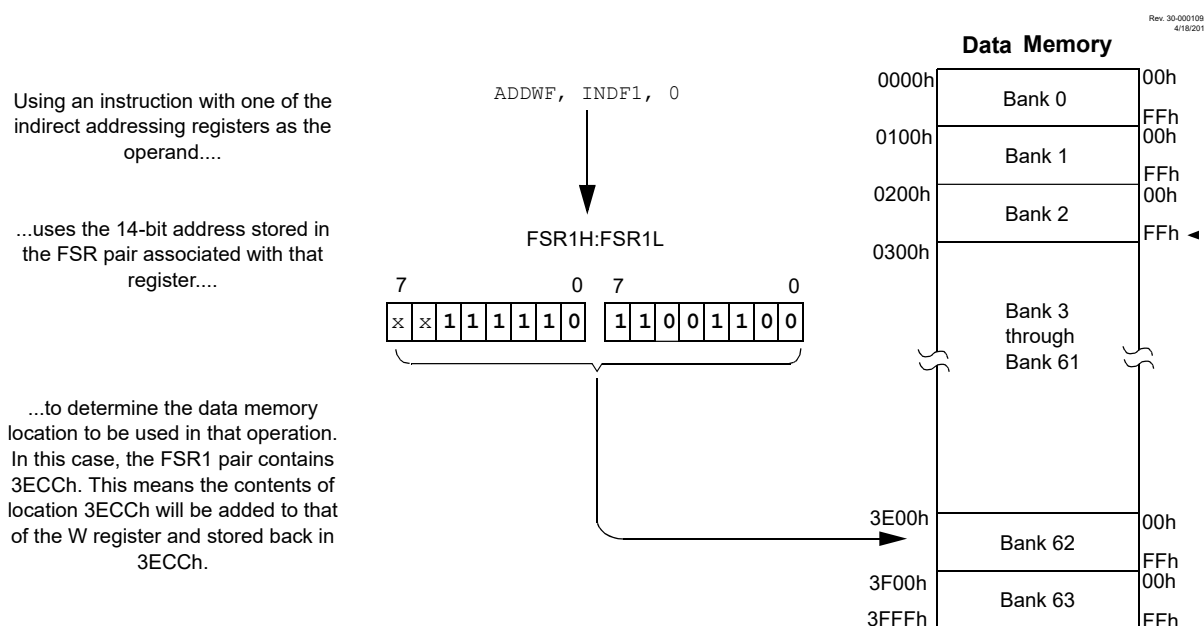 Rev. 30-000109
4/18/201
Data Memory
Using an instruction with one of the
indirect addressing registers as the
operand....
ADDWF, INDF1, 0
...uses the 14-bit address stored in
the FSR pair associated with that
register....
FSR1H:FSR1L
7 0 7 0
x x 1 1 1 1 1 0 1 1 0 0 1 1 0 0
...to determine the data memory
location to be used in that operation.
In this case, the FSR1 pair contains
3ECCh. This means the contents of
location 3ECCh will be added to that
of the W register and stored back in
3ECCh.
0000h 00h
Bank 0
FFh
0100h 00h
Bank 1
FFh
0200h 00h
Bank 2
FFh
0300h
Bank 3
through
Bank 61
3E00h 00h
Bank 62
FFh
3F00h 00h
Bank 63
3FFFh FFh